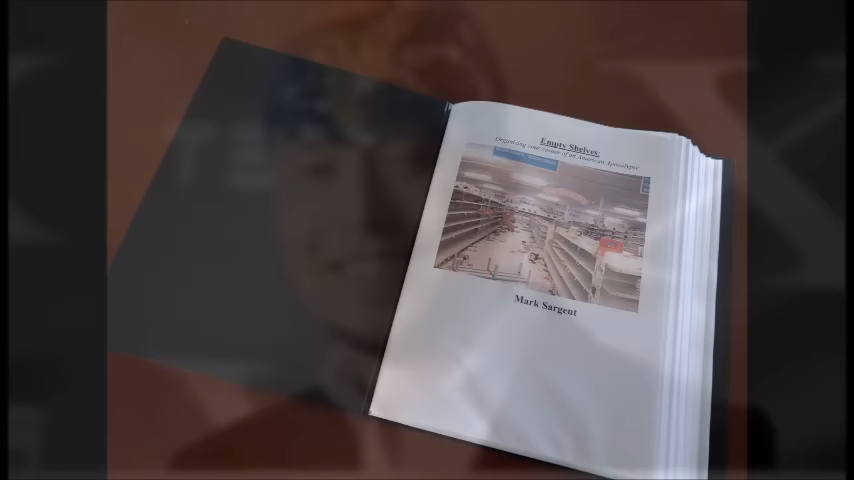 Empty Shelves:
Organizing your corner of an American Apocalypse
Mark Sargent